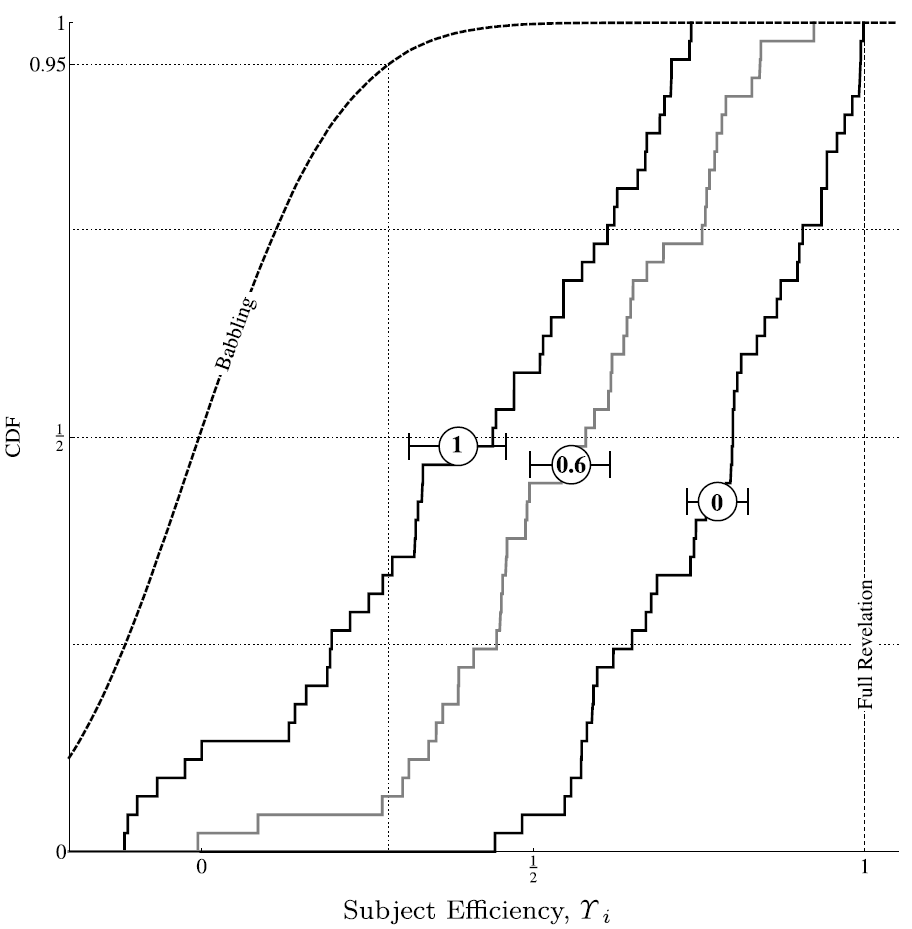 1
0.95
Babbling
CDF
1/2
1
0.6
0
Full Revelation
0
0
1/2
1
Subject Efficiency, ϒ i